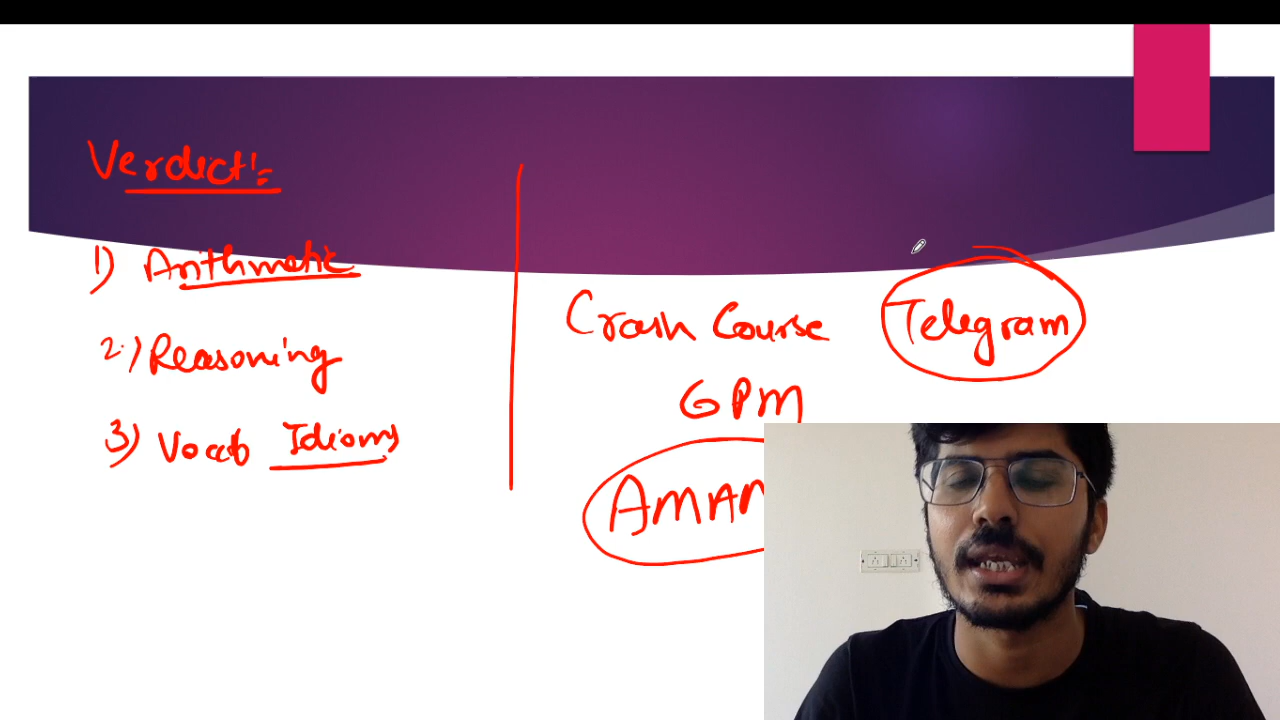 Verdict:
1) Arithmetic
2.) Reasoning
3) Vocab Idioms
Crash Course Telegram
GPM